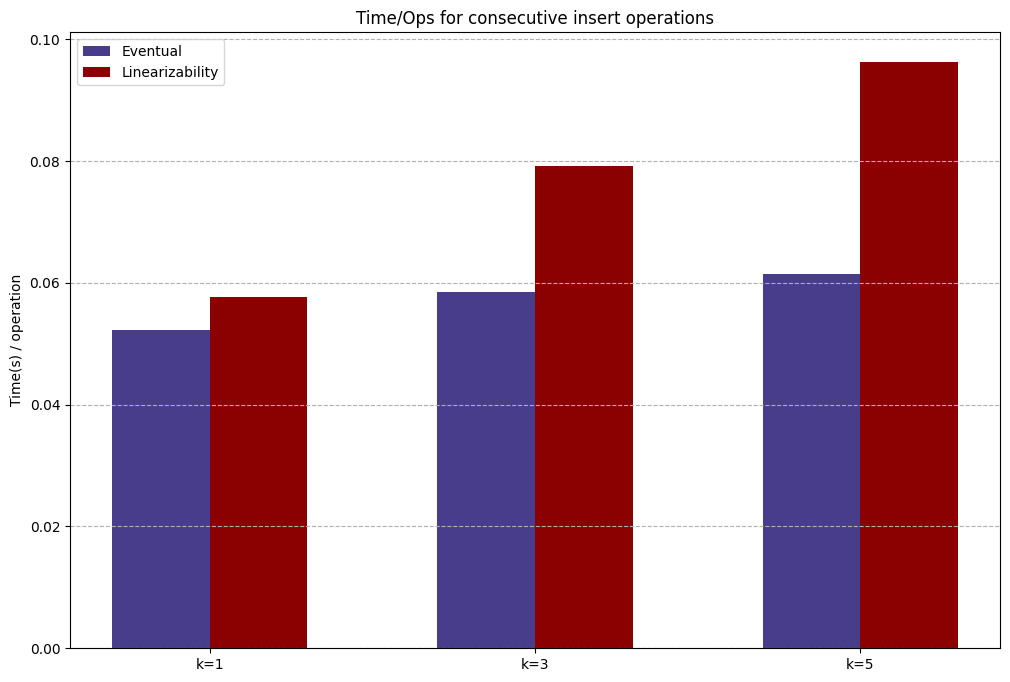 Time/Ops for consecutive insert operations
Eventual
Linearizability
Time(s) / operation
0.10
0.08
0.06
0.04
0.02
0.00
k=1
k=3
k=5